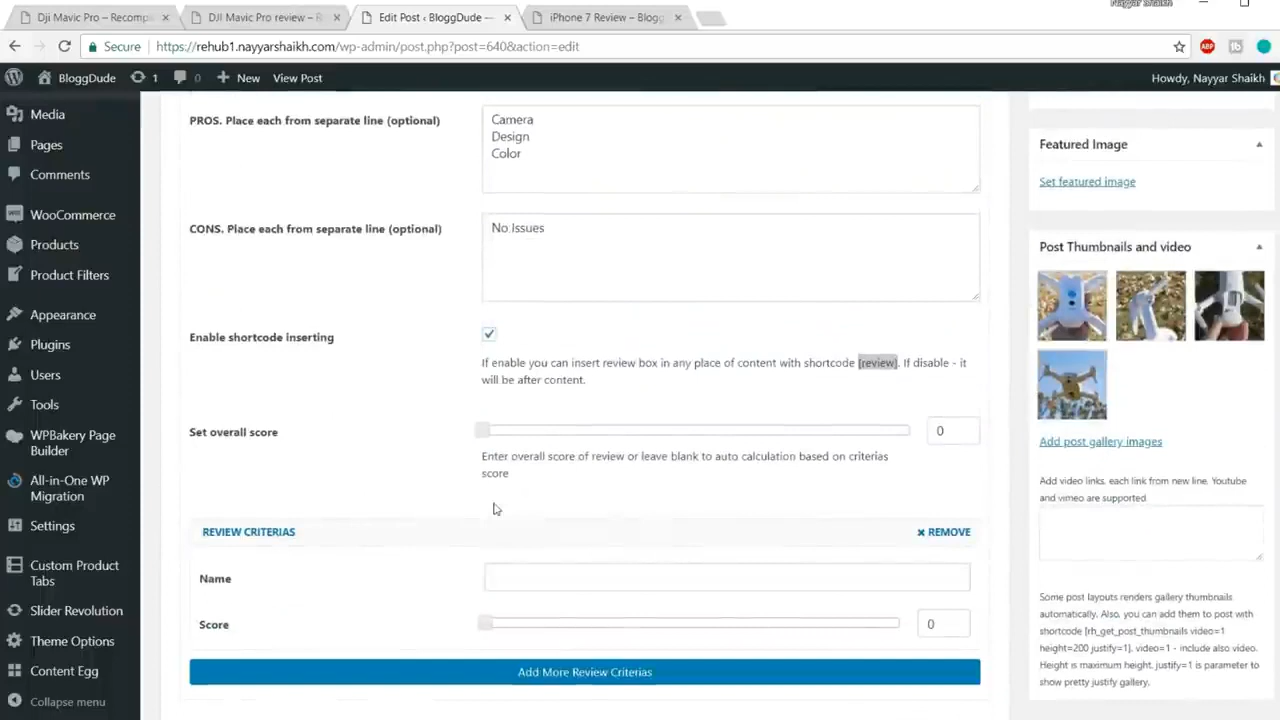 Nayyar Shaikh
Dji Mavic Pro – Recomp
DJI Mavic Pro review – R
Edit Post ‹ BloggDude —
iPhone 7 Review – Blogg
Secure
https://rehub1.nayyarshaikh.com/wp-admin/post.php?post=640&action=edit
ABP
BloggDude
1
0
New
View Post
Howdy, Nayyar Shaikh
Media
Pages
Comments
WooCommerce
Products
Product Filters
Appearance
Plugins
Users
Tools
WPBakery Page
Builder
All-in-One WP
Migration
Settings
Custom Product
Tabs
Slider Revolution
Theme Options
Content Egg
Collapse menu
PROS. Place each from separate line (optional)
Camera
Design
Color
CONS. Place each from separate line (optional)
No Issues
Enable shortcode inserting
If enable you can insert review box in any place of content with shortcode [review]. If disable - it
will be after content.
Set overall score
0
Enter overall score of review or leave blank to auto calculation based on criterias
score
REVIEW CRITERIAS
REMOVE
Name
Score
0
Add More Review Criterias
Featured Image
Set featured image
Post Thumbnails and video
Add post gallery images
Add video links, each link from new line. Youtube
and vimeo are supported
Some post layouts renders gallery thumbnails
automatically. Also, you can add them to post with
shortcode [rh_get_post_thumbnails video=1
height=200 justify=1]. video=1 - include also video.
Height is maximum height, justify=1 is parameter to
show pretty justify gallery.